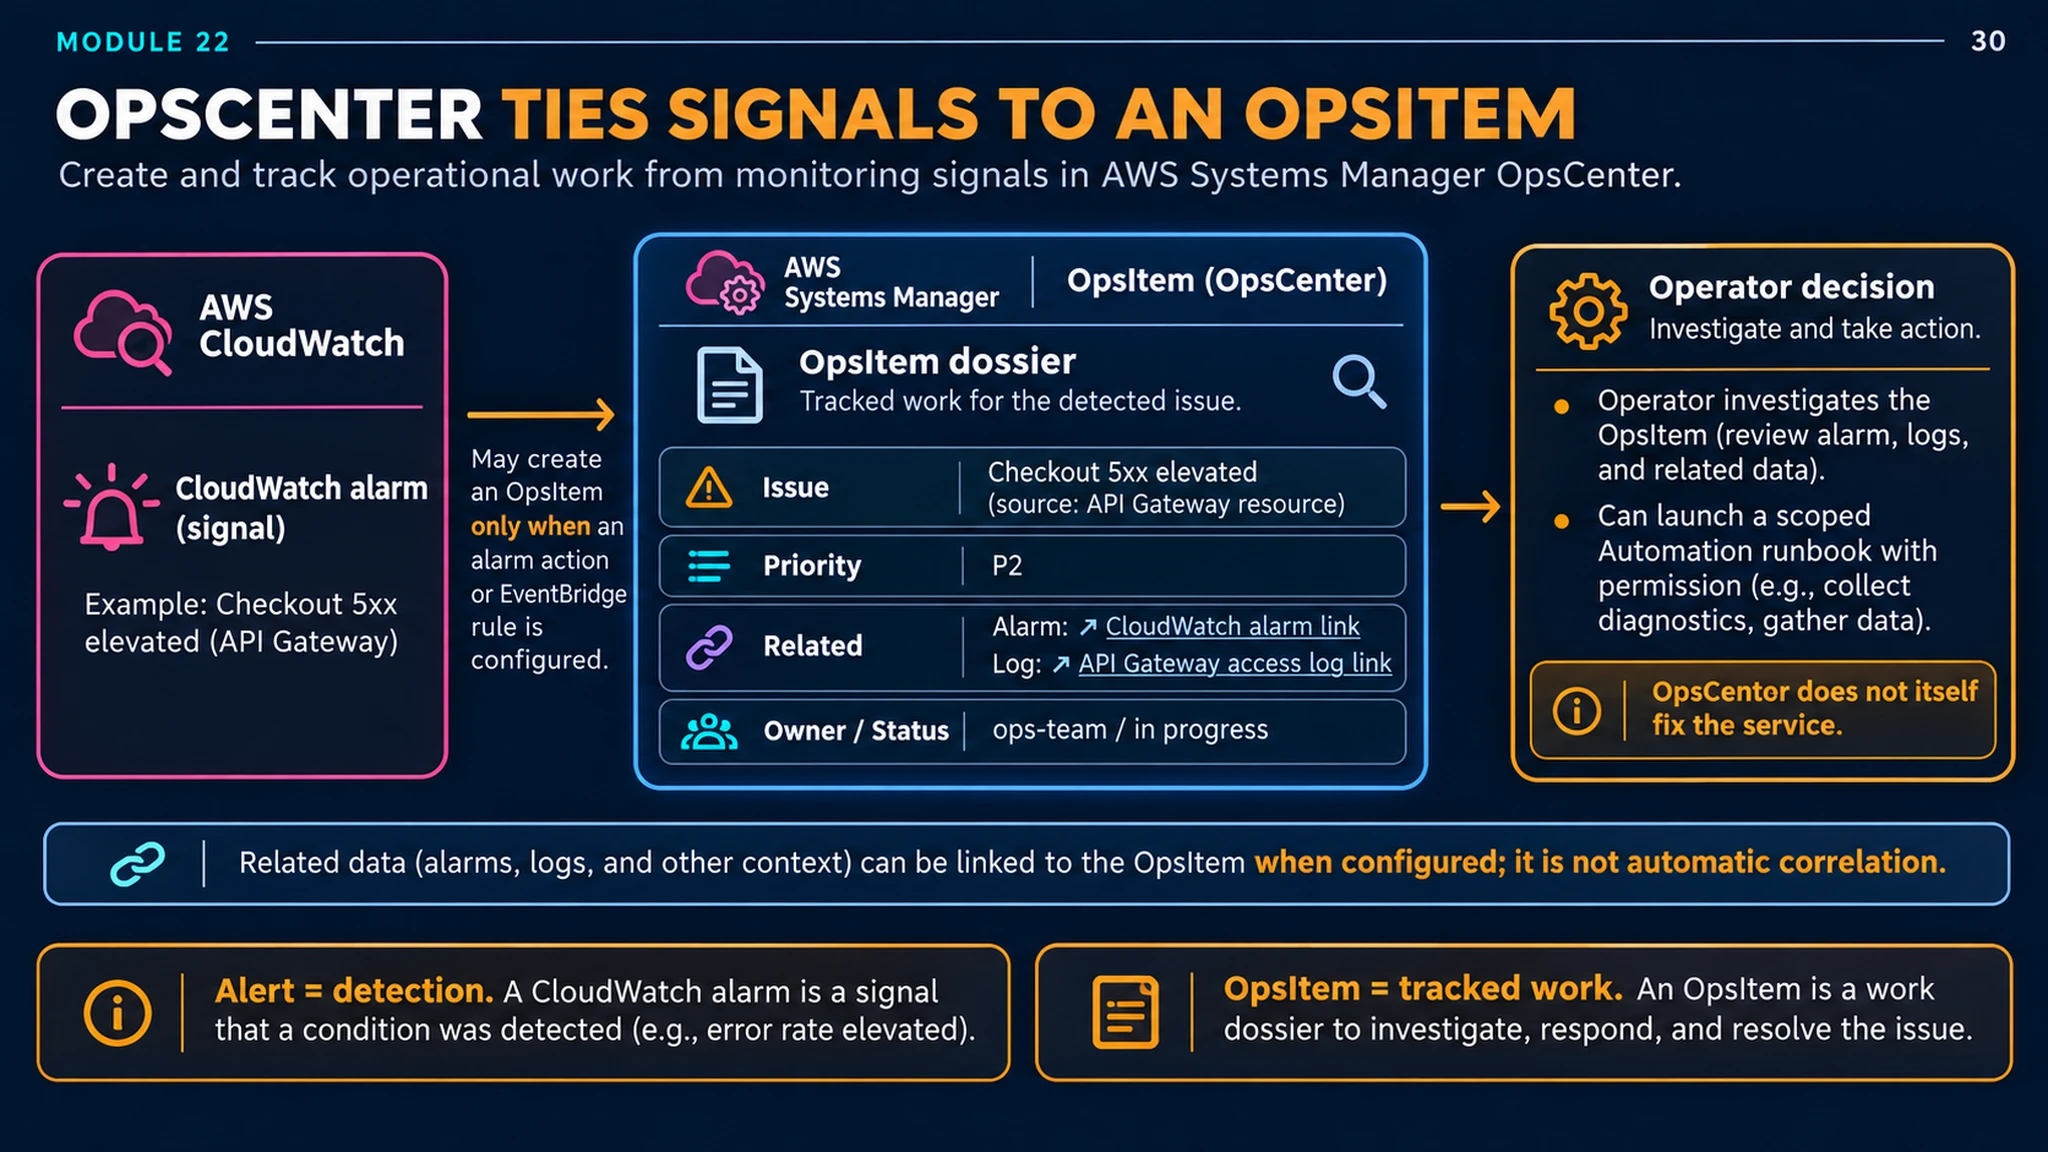 MODULE 22
30
OPSCENTER TIES SIGNALS TO AN OPSITEM
Create and track operational work from monitoring signals in AWS Systems Manager OpsCenter.
AWS
CloudWatch
CloudWatch alarm
(signal)
Example: Checkout 5xx
elevated (API Gateway)
May create
an OpsItem
only when an
alarm action
or EventBridge
rule is
configured.
AWS
Systems Manager
OpsItem (OpsCenter)
OpsItem dossier
Tracked work for the detected issue.
Issue
Checkout 5xx elevated
(source: API Gateway resource)
Priority
P2
Related
Alarm: ↗ CloudWatch alarm link
Log: ↗ API Gateway access log link
Owner / Status
ops-team / in progress
Operator decision
Investigate and take action.
• Operator investigates the
OpsItem (review alarm, logs,
and related data).
• Can launch a scoped
Automation runbook with
permission (e.g., collect
diagnostics, gather data).
OpsCentor does not itself
fix the service.
Related data (alarms, logs, and other context) can be linked to the OpsItem when configured; it is not automatic correlation.
Alert = detection. A CloudWatch alarm is a signal
that a condition was detected (e.g., error rate elevated).
OpsItem = tracked work. An OpsItem is a work
dossier to investigate, respond, and resolve the issue.